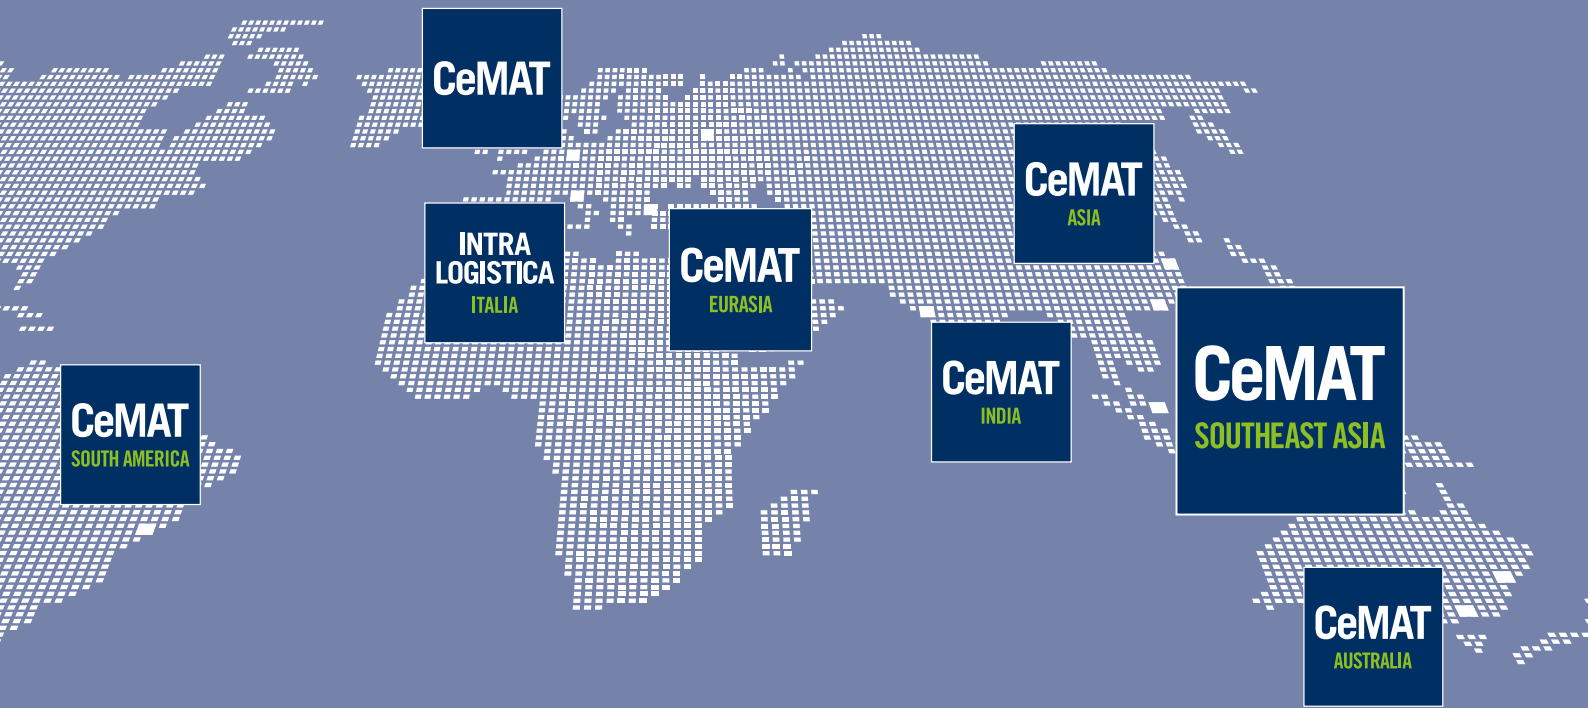 CeMAT
CeMAT
ASIA
INTRA
LOGISTICA
ITALIA
CeMAT
EURASIA
CeMAT
SOUTHEAST ASIA
CeMAT
INDIA
CeMAT
SOUTH AMERICA
CeMAT
AUSTRALIA